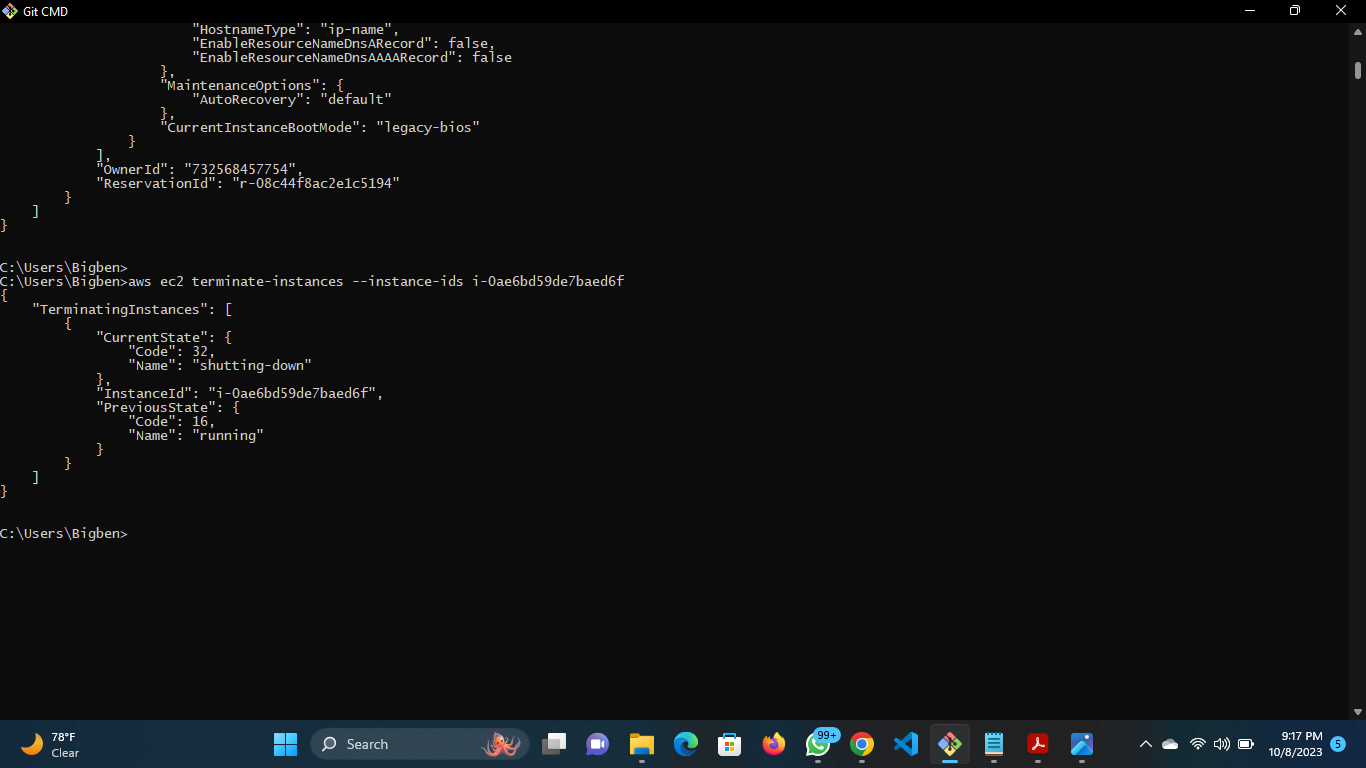 Git CMD
"HostnameType": "ip-name",
"EnableResourceNameDnsARecord": false,
"EnableResourceNameDnsAAAARecord": false
},
"MaintenanceOptions": {
"AutoRecovery": "default"
},
"CurrentInstanceBootMode": "legacy-bios"
}
],
"OwnerId": "732568457754",
"ReservationId": "r-08c44f8ac2e1c5194"
}
]
}
C:\Users\Bigben>
C:\Users\Bigben>aws ec2 terminate-instances --instance-ids i-0ae6bd59de7baed6f
{
"TerminatingInstances": [
{
"CurrentState": {
"Code": 32,
"Name": "shutting-down"
},
"InstanceId": "i-0ae6bd59de7baed6f",
"PreviousState": {
"Code": 16,
"Name": "running"
}
}
]
}
C:\Users\Bigben>
78°F
Clear
Search
99+
9:17 PM
10/8/2023
5